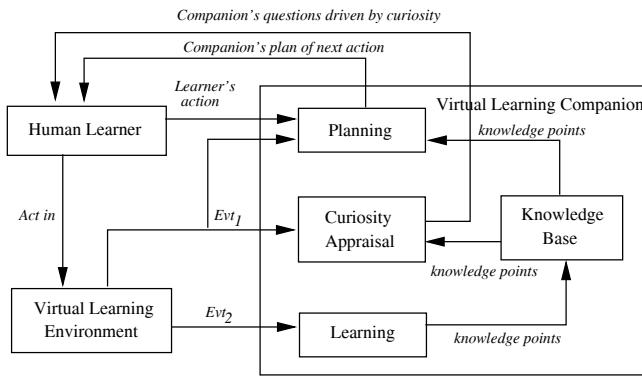 Companion's questions driven by curiosity
Companion's plan of next action
Learner's
action
Virtual Learning Companion
Human Learner
Planning
knowledge points
Act in
Evt1
Curiosity
Appraisal
Knowledge
Base
knowledge points
Virtual Learning
Environment
Evt2
Learning
knowledge points